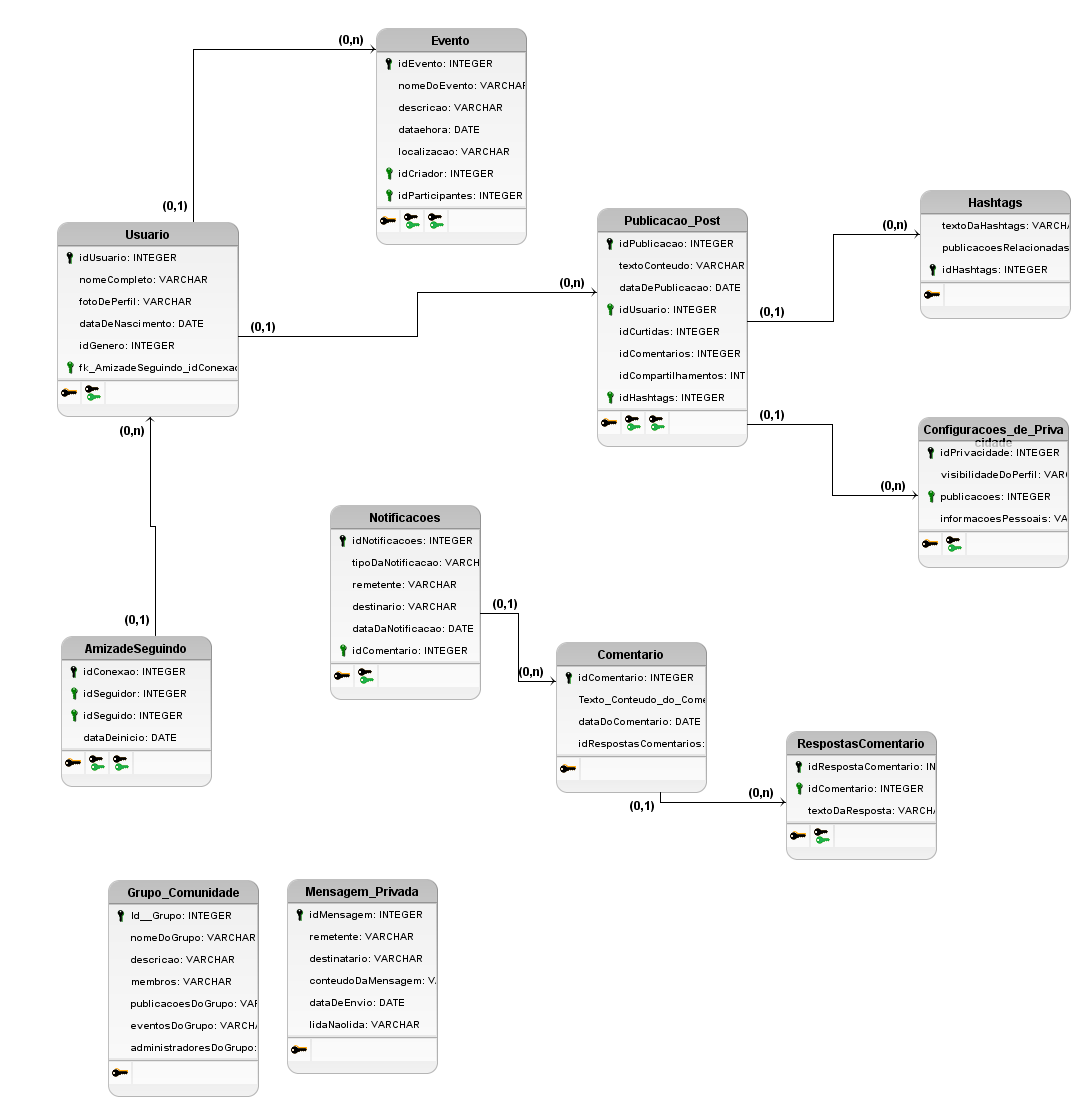 (0,n)
Evento
idEvento: INTEGER
nomeDoEvento: VARCHAR
descricao: VARCHAR
dataehora: DATE
localizacao: VARCHAR
idCriador: INTEGER
idParticipantes: INTEGER
(0,1)
Usuario
idUsuario: INTEGER
nomeCompleto: VARCHAR
fotoDePerfil: VARCHAR
dataDeNascimento: DATE
idGenero: INTEGER
fk_AmizadeSeguindo_idConexao
(0,1)
(0,n)
Publicacao_Post
idPublicacao: INTEGER
textoConteudo: VARCHAR
dataDePublicacao: DATE
idUsuario: INTEGER
idCurtidas: INTEGER
idComentarios: INTEGER
idCompartilhamentos: INT
idHashtags: INTEGER
(0,1)
(0,n)
Hashtags
textoDaHashtags: VARCHA
publicacoesRelacionadas
idHashtags: INTEGER
(0,1)
(0,n)
Configuracoes_de_Priva
cidade
idPrivacidade: INTEGER
visibilidadeDoPerfil: VAR
publicacoes: INTEGER
informacoesPessoais: VA
(0,n)
(0,1)
AmizadeSeguindo
idConexao: INTEGER
idSeguidor: INTEGER
idSeguido: INTEGER
dataDeinicio: DATE
Notificacoes
idNotificacoes: INTEGER
tipoDaNotificacao: VARCH
remetente: VARCHAR
destinario: VARCHAR
dataDaNotificacao: DATE
idComentario: INTEGER
(0,1)
(0,n)
Comentario
idComentario: INTEGER
Texto_Conteudo_do_Come
dataDoComentario: DATE
idRespostasComentarios:
(0,1)
(0,n)
RespostasComentario
idRespostaComentario: IN
idComentario: INTEGER
textoDaResposta: VARCHA
Grupo_Comunidade
Id__Grupo: INTEGER
nomeDoGrupo: VARCHAR
descricao: VARCHAR
membros: VARCHAR
publicacoesDoGrupo: VAR
eventosDoGrupo: VARCHA
administradoresDoGrupo:
Mensagem_Privada
idMensagem: INTEGER
remetente: VARCHAR
destinatario: VARCHAR
conteudoDaMensagem: V
dataDeEnvio: DATE
lidaNaolida: VARCHAR